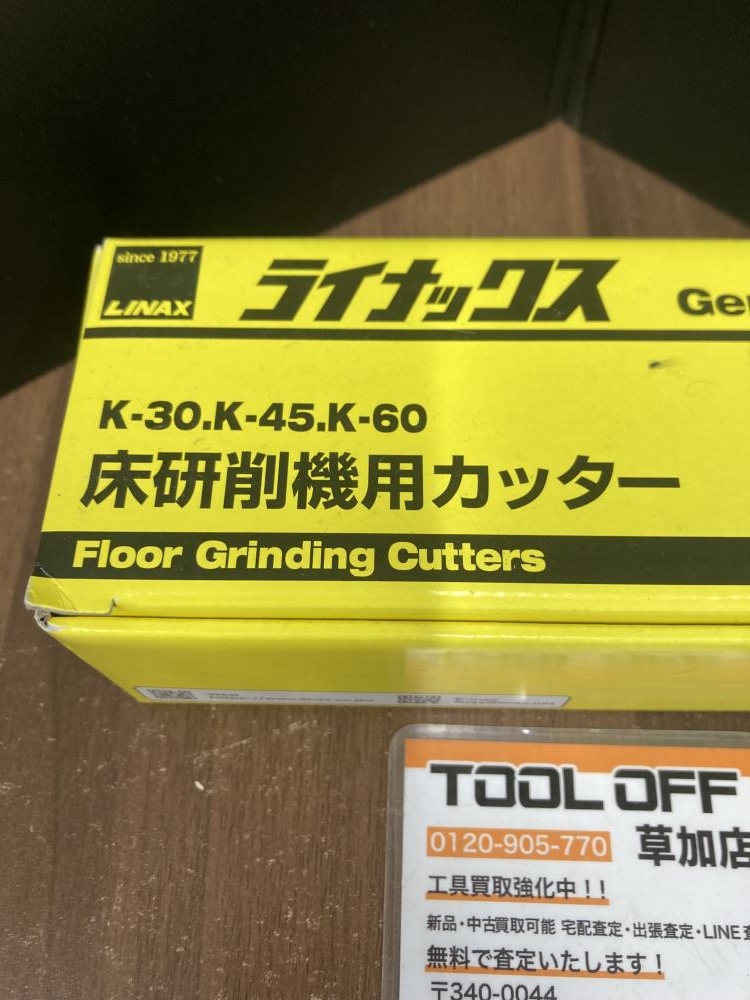 since 1977
LINAX
ライナックス
Ge
K-30.K-45.K-60
床研削機用カッター
Floor Grinding Cutters
TOOL OFF
0120-905-770 草加店
工具買取強化中!!
新品・中古買取可能 宅配査定・出張査定・LINE査
無料で査定いたします!
〒340-0044